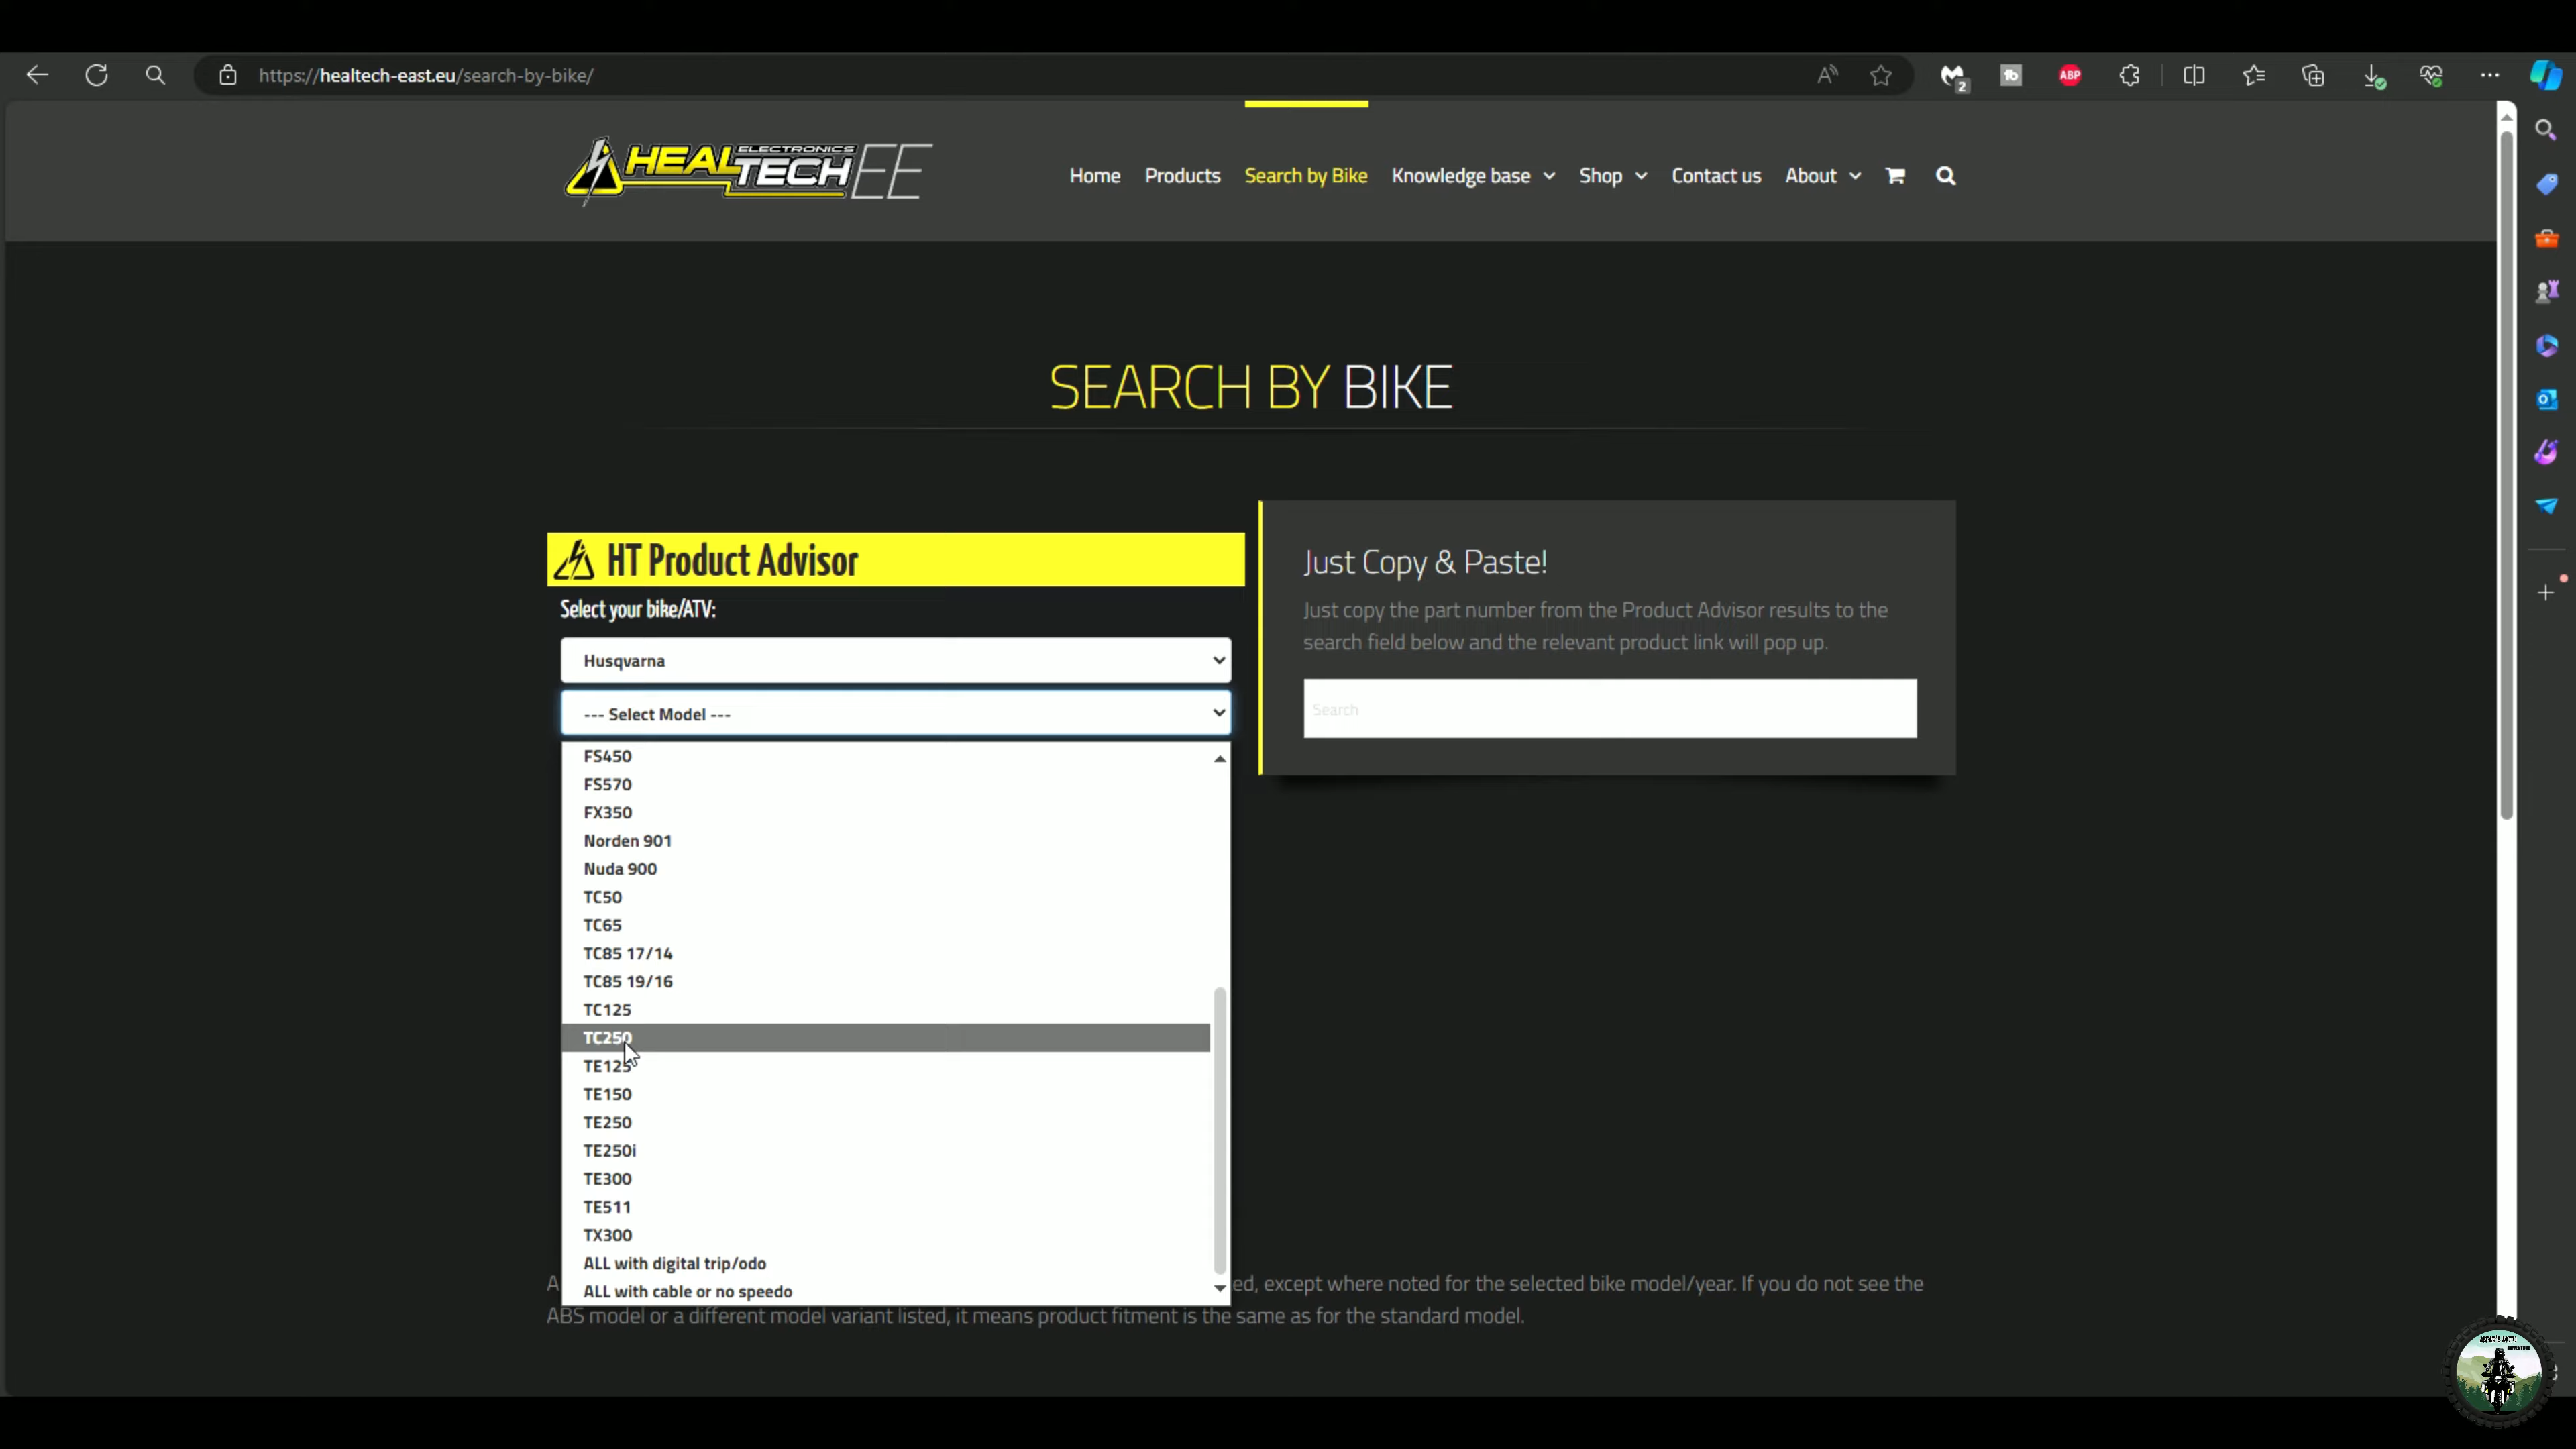 https://healtech-east.eu/search-by-bike/
2
ABP
HEALTECH ELECTRONICS EE
Home Products Search by Bike Knowledge base Shop Contact us About
SEARCH BY BIKE
HT Product Advisor
Select your bike/ATV:
Husqvarna
--- Select Model ---
FS450
FS570
FX350
Norden 901
Nuda 900
TC50
TC65
TC85 17/14
TC85 19/16
TC125
TC250
TE125
TE150
TE250
TE250i
TE300
TE511
TX300
ALL with digital trip/odo
ALL with cable or no speedo
Just Copy & Paste!
Just copy the part number from the Product Advisor results to the
search field below and the relevant product link will pop up.
Search
A ed, except where noted for the selected bike model/year. If you do not see the
ABS model or a different model variant listed, it means product fitment is the same as for the standard model.
MOTO
ADVENTURE